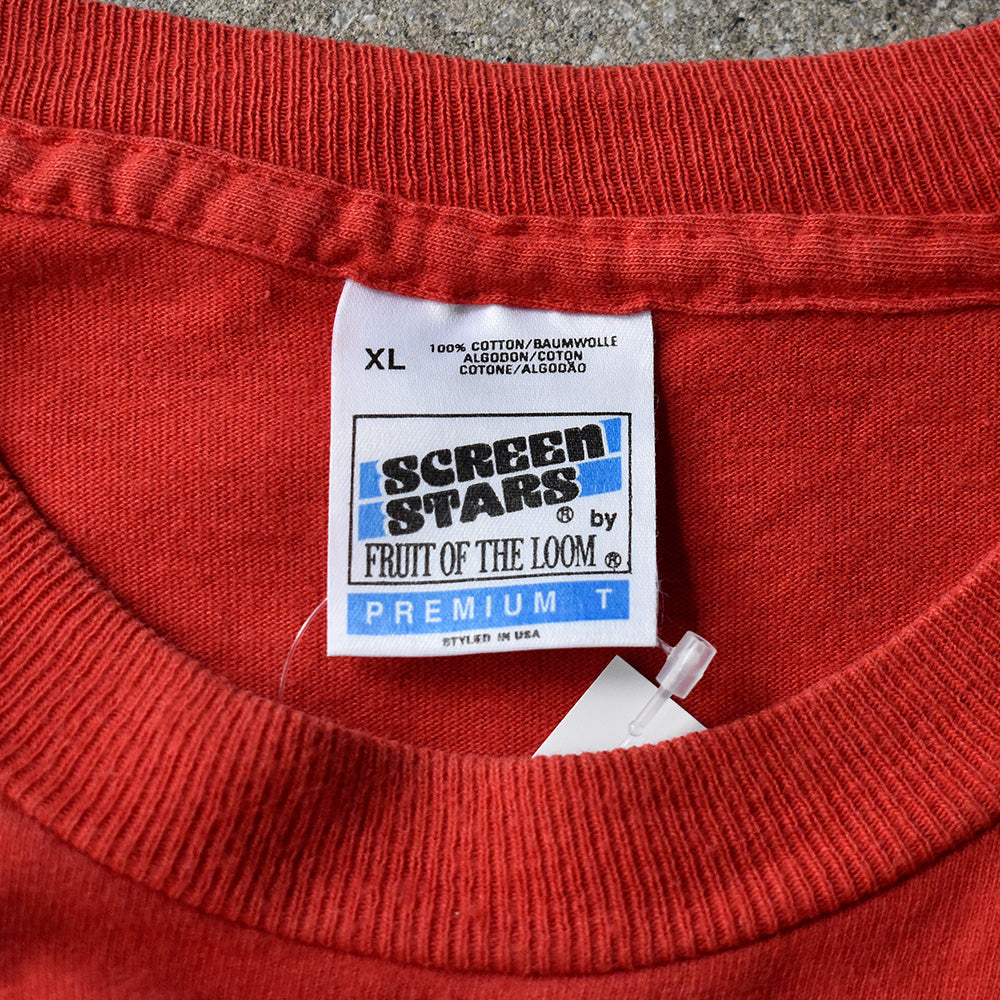 XL
100% COTTON/BAUMWOLLE
ALGODON/COTON
COTONE/ALGODÃO
SCREEN
STARS® by
FRUIT OF THE LOOM®
PREMIUM T
STYLED IN USA